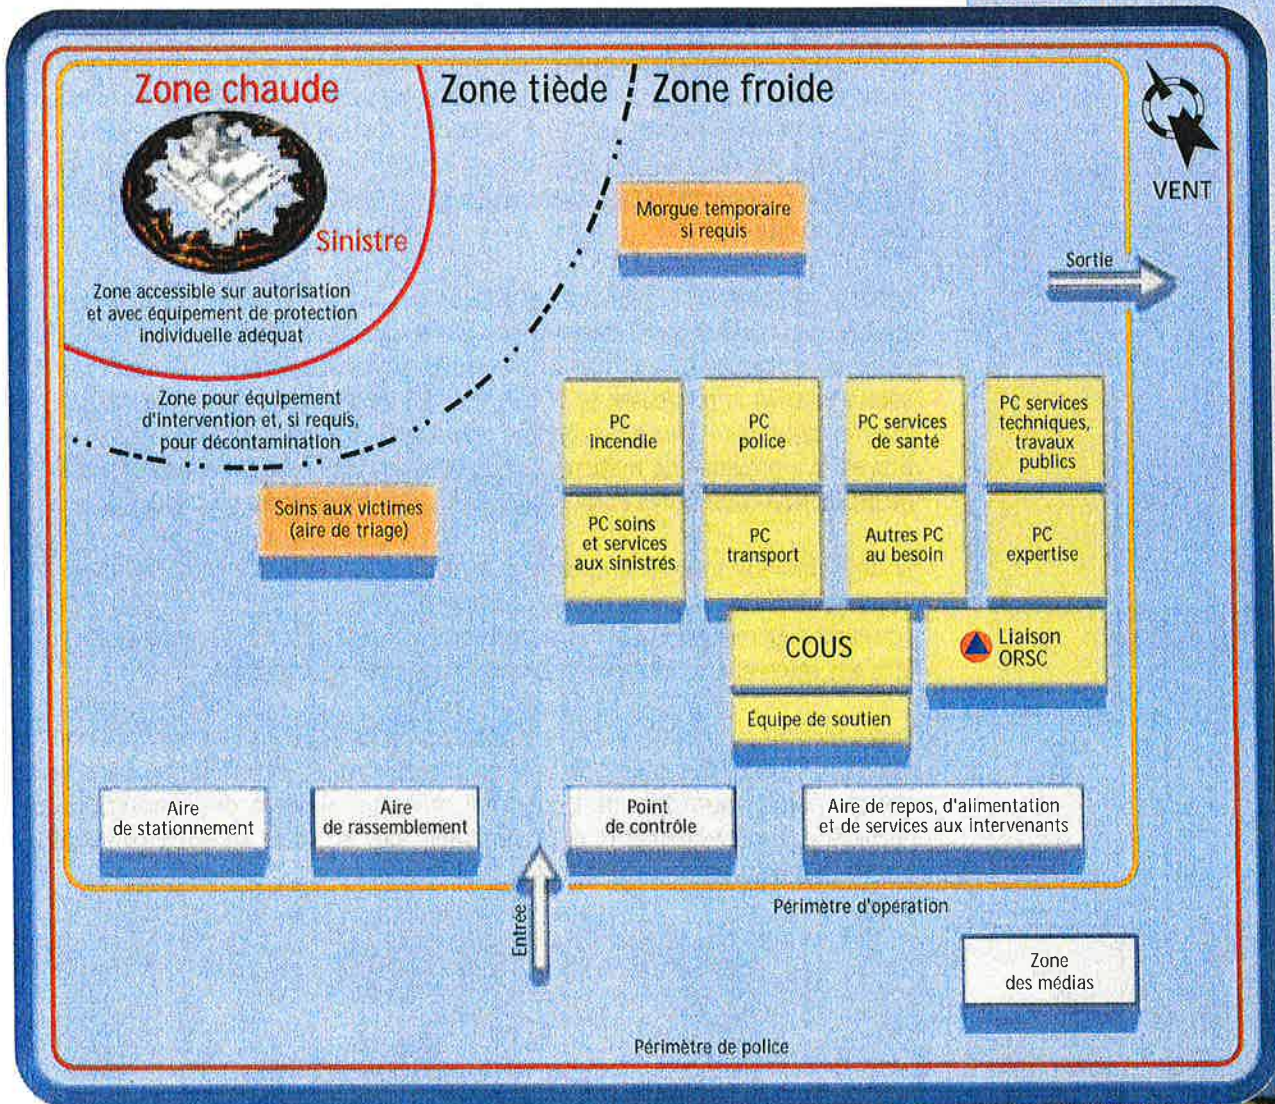 Zone chaude
Zone tiède
Zone froide
VENT
Sinistre
Zone accessible sur autorisation
et avec équipement de protection
individuelle adéquat
Morgue temporaire
si requis
Sortie
Zone pour équipement
d'intervention et, si requis,
pour décontamination
PC
incendie
PC
police
PC services
de santé
PC services
techniques,
travaux
publics
Soins aux victimes
(aire de triage)
PC soins
et services
aux sinistrés
PC
transport
Autres PC
au besoin
PC
expertise
COUS
Liaison
ORSC
Équipe de soutien
Aire
de stationnement
Aire
de rassemblement
Point
de contrôle
Aire de repos, d'alimentation
et de services aux intervenants
Entrée
Périmètre d'opération
Zone
des médias
Périmètre de police